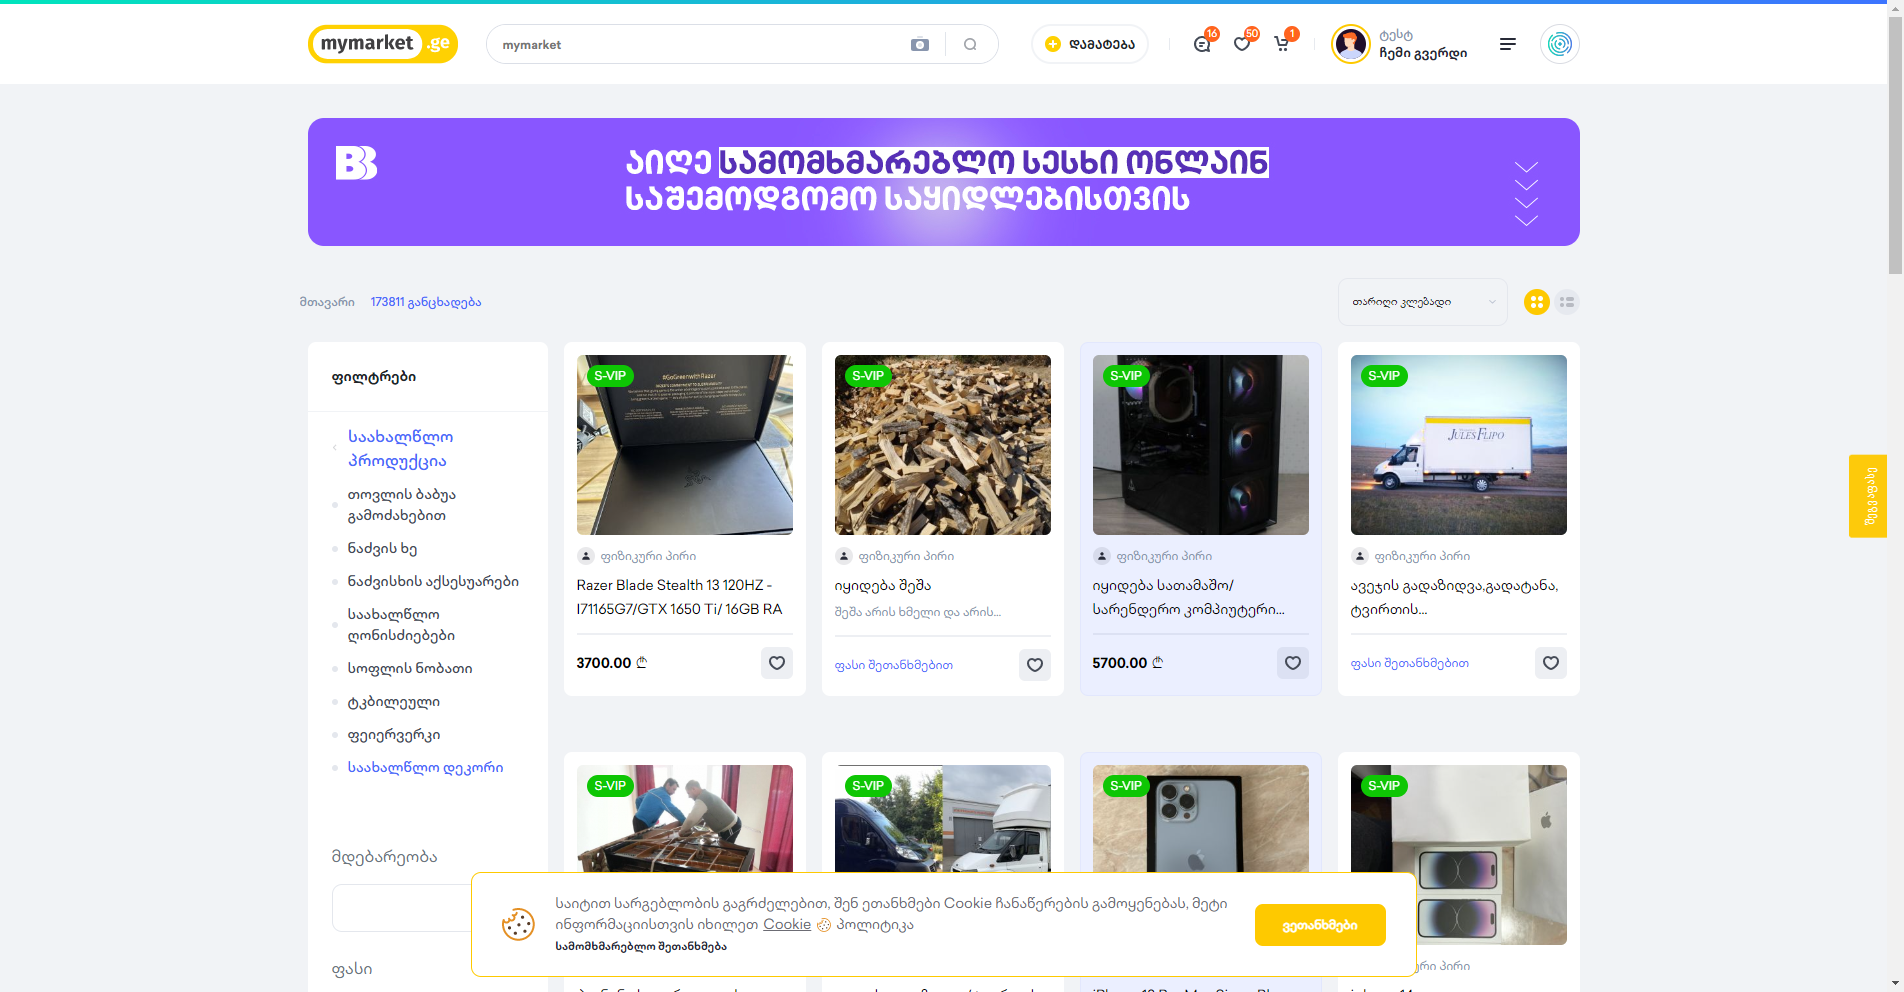 mymarket.ge
mymarket
დამატება
16
50
1
ტესტ
ჩემი გვერდი
B
აიღე სამომხმარებლო სესხი ონლაინ
საშემოდგომო საყიდლებისთვის
მთავარი
173811 განცხადება
თარიღი კლებადი
ფილტრები
საახალწლო
პროდუქცია
თოვლის ბაბუა
გამოძახებით
ნაძვის ხე
ნაძვისხის აქსესუარები
საახალწლო
ღონისძიებები
სოფლის ნობათი
ტკბილეული
ფეიერვერკი
საახალწლო დეკორი
მდებარეობა
ფასი
S-VIP
#GoGreenwithRazer
ფიზიკური პირი
Razer Blade Stealth 13 120HZ -
I71165G7/GTX 1650 Ti/ 16GB RA
3700.00 ₾
S-VIP
ფიზიკური პირი
იყიდება შეშა
შეშა არის ხმელი და არის...
ფასი შეთანხმებით
S-VIP
ფიზიკური პირი
იყიდება სათამაშო/
სარენდერო კომპიუტერი...
5700.00 ₾
S-VIP
JULES FLIPO
ფიზიკური პირი
ავეჯის გადაზიდვა,გადატანა,
ტვირთის...
ფასი შეთანხმებით
S-VIP
S-VIP
S-VIP
S-VIP
საიტით სარგებლობის გაგრძელებით, შენ ეთანხმები Cookie ჩანაწერების გამოყენებას, მეტი
ინფორმაციისთვის იხილეთ Cookie პოლიტიკა
სამომხმარებლო შეთანხმება
ვეთანხმები